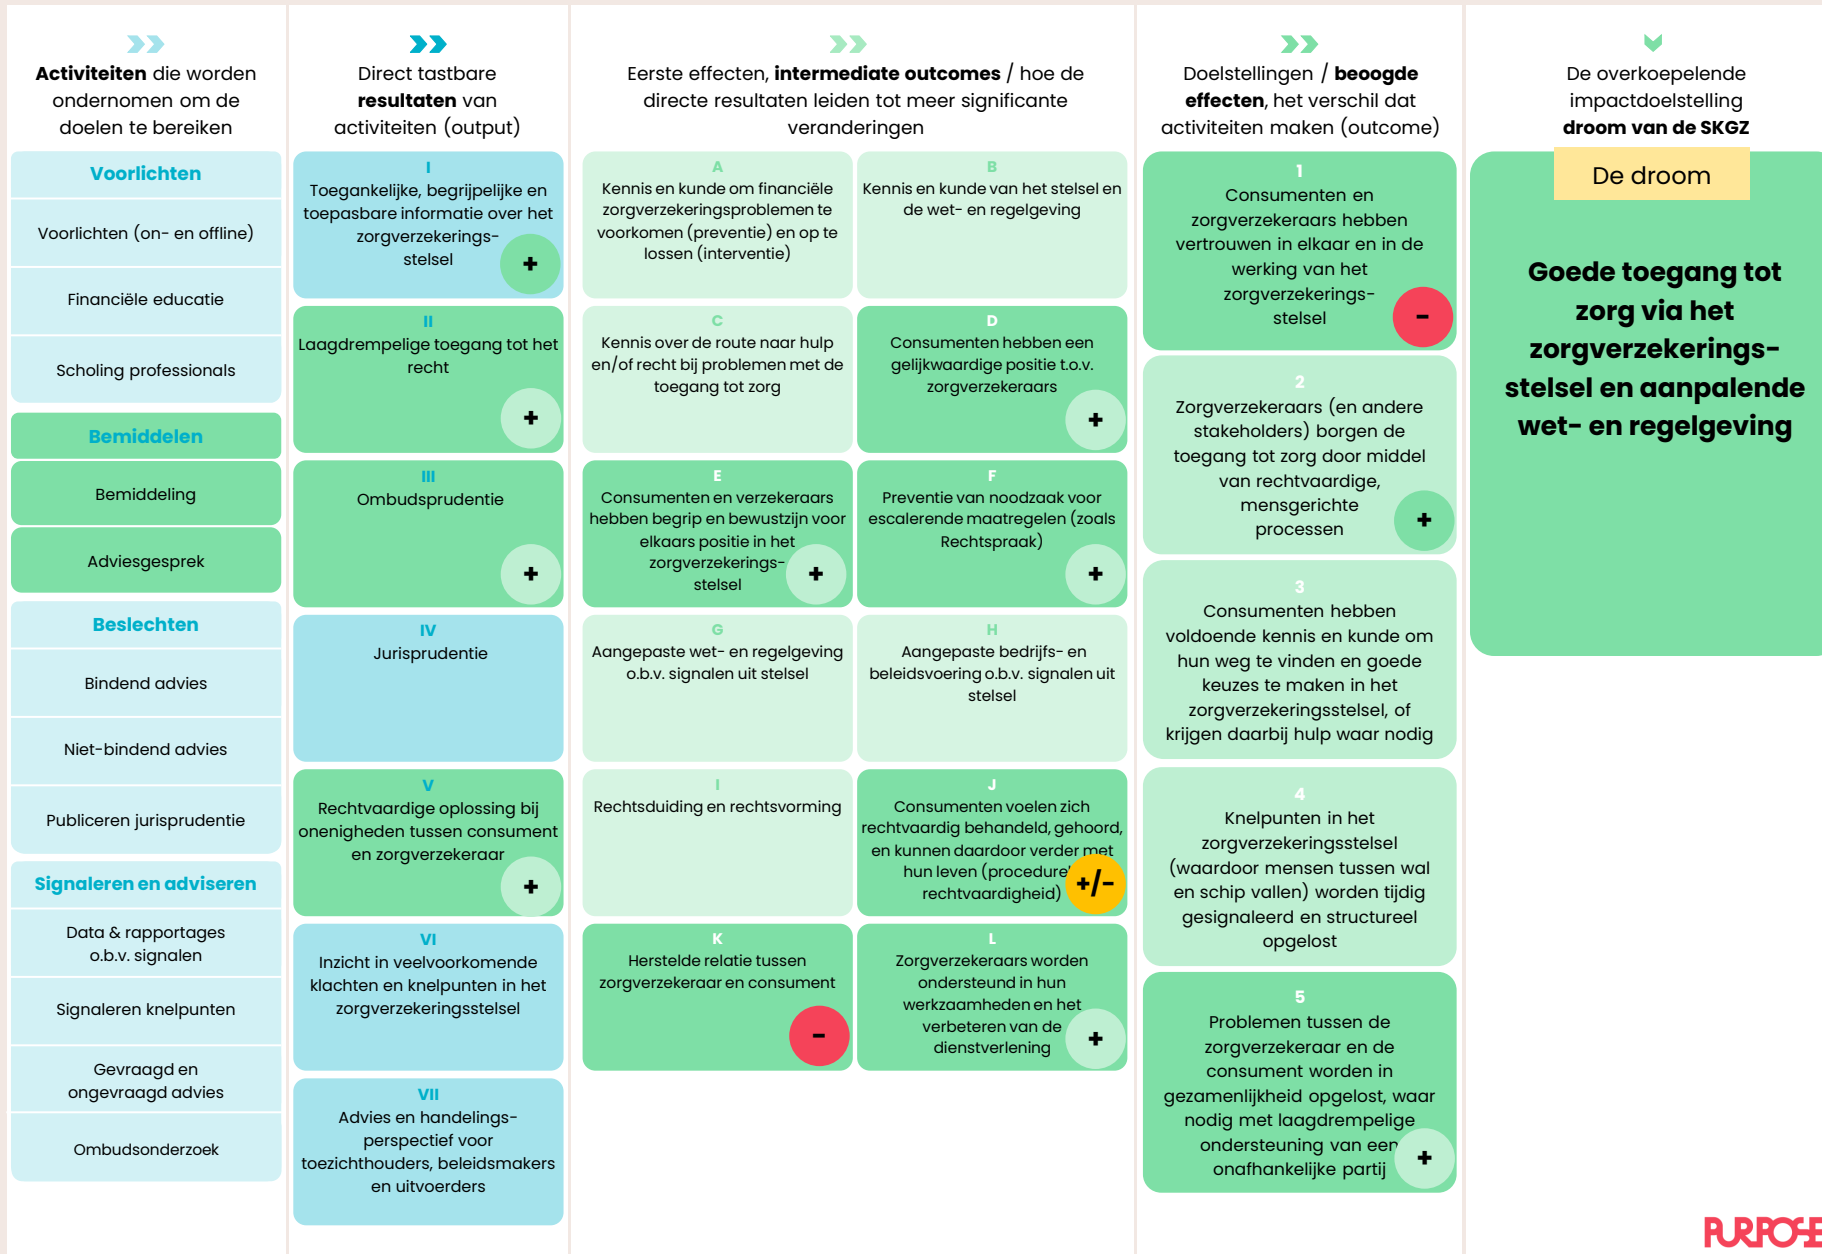 Activiteiten die worden
ondernomen om de
doelen te bereiken
Voorlichten
Voorlichten (on- en offline)
Financiële educatie
Scholing professionals
Bemiddelen
Bemiddeling
Adviesgesprek
Beslechten
Bindend advies
Niet-bindend advies
Publiceren jurisprudentie
Signaleren en adviseren
Data & rapportages
o.b.v. signalen
Signaleren knelpunten
Gevraagd en
ongevraagd advies
Ombudsonderzoek
Direct tastbare
resultaten van
activiteiten (output)
I
Toegankelijke, begrijpelijke en
toepasbare informatie over het
zorgverzekerings-
stelsel
+
II
Laagdrempelige toegang tot het
recht
+
III
Ombudsprudentie
+
IV
Jurisprudentie
V
Rechtvaardige oplossing bij
onenigheden tussen consument
en zorgverzekeraar
+
VI
Inzicht in veelvoorkomende
klachten en knelpunten in het
zorgverzekeringsstelsel
VII
Advies en handelings-
perspectief voor
toezichthouders, beleidsmakers
en uitvoerders
Eerste effecten, intermediate outcomes / hoe de
directe resultaten leiden tot meer significante
veranderingen
A
Kennis en kunde om financiële
zorgverzekeringsproblemen te
voorkomen (preventie) en op te
lossen (interventie)
B
Kennis en kunde van het stelsel en
de wet- en regelgeving
C
Kennis over de route naar hulp
en/of recht bij problemen met de
toegang tot zorg
D
Consumenten hebben een
gelijkwaardige positie t.o.v.
zorgverzekeraars
+
E
Consumenten en verzekeraars
hebben begrip en bewustzijn voor
elkaars positie in het
zorgverzekerings-
stelsel
+
F
Preventie van noodzaak voor
escalerende maatregelen (zoals
Rechtspraak)
+
G
Aangepaste wet- en regelgeving
o.b.v. signalen uit stelsel
H
Aangepaste bedrijfs- en
beleidsvoering o.b.v. signalen uit
stelsel
I
Rechtsduiding en rechtsvorming
J
Consumenten voelen zich
rechtvaardig behandeld, gehoord,
en kunnen daardoor verder met
hun leven (procedurel
rechtvaardigheid)
+/-
K
Herstelde relatie tussen
zorgverzekeraar en consument
-
L
Zorgverzekeraars worden
ondersteund in hun
werkzaamheden en het
verbeteren van de
dienstverlening
+
Doelstellingen / beoogde
effecten, het verschil dat
activiteiten maken (outcome)
1
Consumenten en
zorgverzekeraars hebben
vertrouwen in elkaar en in de
werking van het
zorgverzekerings-
stelsel
-
2
Zorgverzekeraars (en andere
stakeholders) borgen de
toegang tot zorg door middel
van rechtvaardige,
mensgerichte
processen
+
3
Consumenten hebben
voldoende kennis en kunde om
hun weg te vinden en goede
keuzes te maken in het
zorgverzekeringsstelsel, of
krijgen daarbij hulp waar nodig
4
Knelpunten in het
zorgverzekeringsstelsel
(waardoor mensen tussen wal
en schip vallen) worden tijdig
gesignaleerd en structureel
opgelost
5
Problemen tussen de
zorgverzekeraar en de
consument worden in
gezamenlijkheid opgelost, waar
nodig met laagdrempelige
ondersteuning van een
onafhankelijke partij
+
De overkoepelende
impactdoelstelling
droom van de SKGZ
De droom
Goede toegang tot
zorg via het
zorgverzekerings-
stelsel en aanpalende
wet- en regelgeving
PURPOSE